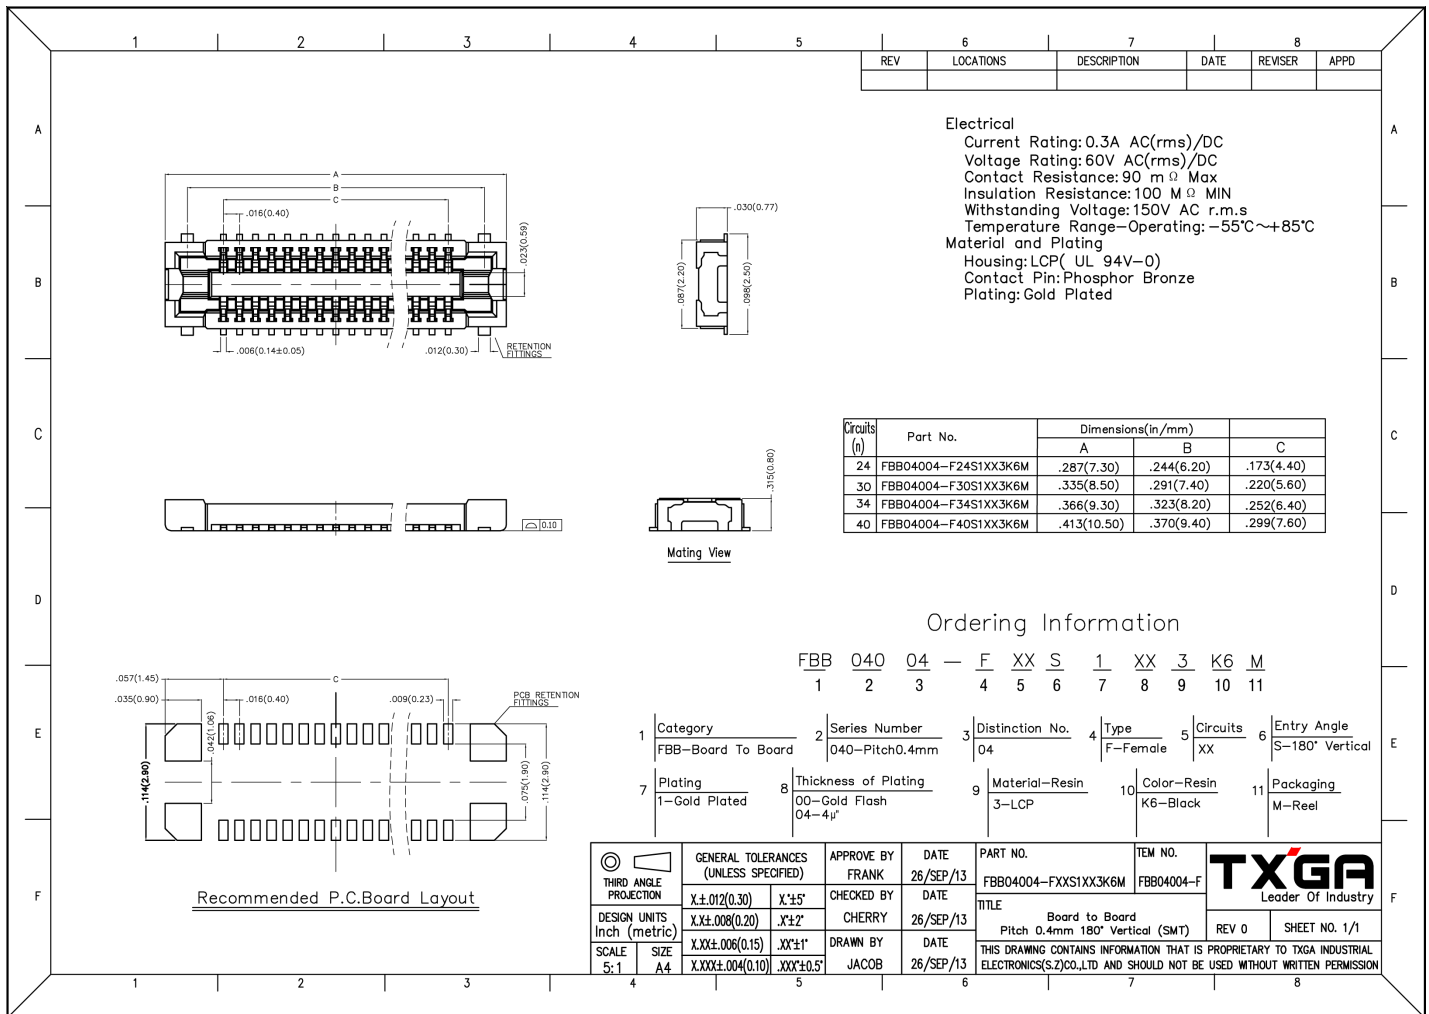 1 2 3 4 5 6 7 8
REV LOCATIONS DESCRIPTION DATE REVISER APPD
A A
B B
C C
D D
E E
F F
Electrical
Current Rating: 0.3A AC(rms)/DC
Voltage Rating: 60V AC(rms)/DC
Contact Resistance: 90 m Ω Max
Insulation Resistance: 100 M Ω MIN
Withstanding Voltage: 150V AC r.m.s
Temperature Range-Operating: -55°C~+85°C
Material and Plating
Housing: LCP( UL 94V-0)
Contact Pin: Phosphor Bronze
Plating: Gold Plated
A
B
C
.016(0.40)
.023(0.59)
.006(0.14±0.05)
.012(0.30)
RETENTION
FITTINGS
.030(0.77)
.087(2.20)
.098(2.50)
0.10
.315(0.80)
Mating View
Circuits
(n)
Part No.
Dimensions(in/mm)
A B C
24 FBB04004-F24S1XX3K6M .287(7.30) .244(6.20) .173(4.40)
30 FBB04004-F30S1XX3K6M .335(8.50) .291(7.40) .220(5.60)
34 FBB04004-F34S1XX3K6M .366(9.30) .323(8.20) .252(6.40)
40 FBB04004-F40S1XX3K6M .413(10.50) .370(9.40) .299(7.60)
Ordering Information
FBB 040 04 - F XX S 1 XX 3 K6 M
1 2 3 4 5 6 7 8 9 10 11
1 Category
FBB-Board To Board
2 Series Number
040-Pitch0.4mm
3 Distinction No.
04
4 Type
F-Female
5 Circuits
XX
6 Entry Angle
S-180° Vertical
7 Plating
1-Gold Plated
8 Thickness of Plating
00-Gold Flash
04-4μ"
9 Material-Resin
3-LCP
10 Color-Resin
K6-Black
11 Packaging
M-Reel
.057(1.45)
C
.035(0.90)
.016(0.40)
.009(0.23)
PCB RETENTION
FITTINGS
.042(1.06)
.114(2.90)
.075(1.90)
.114(2.90)
Recommended P.C.Board Layout
THIRD ANGLE
PROJECTION
DESIGN UNITS
Inch (metric)
SCALE SIZE
5:1 A4
GENERAL TOLERANCES
(UNLESS SPECIFIED)
X.±.012(0.30) X.°±5°
X.X±.008(0.20) .X°±2°
X.XX±.006(0.15) .XX°±1°
X.XXX±.004(0.10) .XXX°±0.5°
APPROVE BY DATE
FRANK 26/SEP/13
CHECKED BY DATE
CHERRY 26/SEP/13
DRAWN BY DATE
JACOB 26/SEP/13
PART NO.
FBB04004-FXXS1XX3K6M
TEM NO.
FBB04004-F
TITLE
Board to Board
Pitch 0.4mm 180° Vertical (SMT)
TXGA
Leader Of Industry
REV 0 SHEET NO. 1/1
THIS DRAWING CONTAINS INFORMATION THAT IS PROPRIETARY TO TXGA INDUSTRIAL
ELECTRONICS(S.Z)CO.,LTD AND SHOULD NOT BE USED WITHOUT WRITTEN PERMISSION
1 2 3 4 5 6 7 8